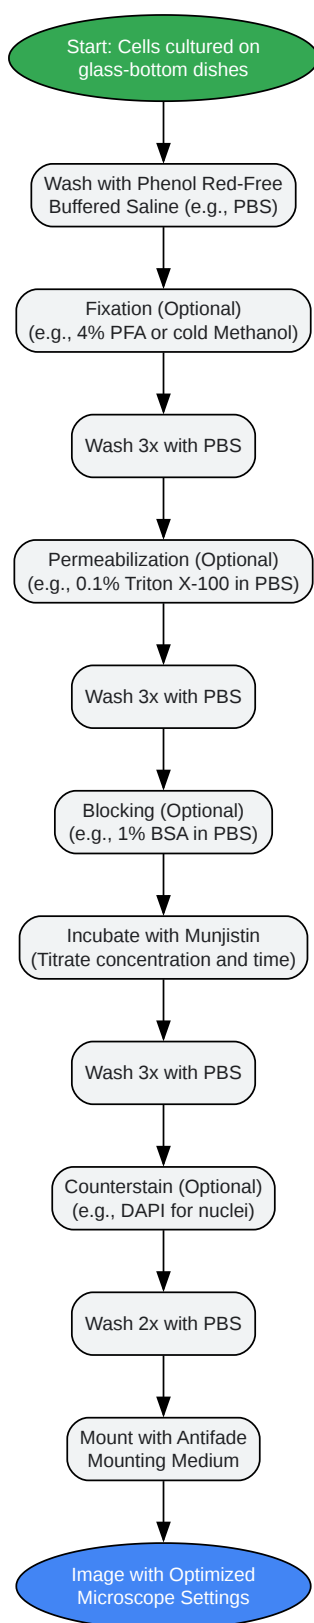 Start: Cells cultured on
glass-bottom dishes
Wash with Phenol Red-Free
Buffered Saline (e.g., PBS)
Fixation (Optional)
(e.g., 4% PFA or cold Methanol)
Wash 3x with PBS
Permeabilization (Optional)
(e.g., 0.1% Triton X-100 in PBS)
Wash 3x with PBS
Blocking (Optional)
(e.g., 1% BSA in PBS)
Incubate with Munjistin
(Titrate concentration and time)
Wash 3x with PBS
Counterstain (Optional)
(e.g., DAPI for nuclei)
Wash 2x with PBS
Mount with Antifade
Mounting Medium
Image with Optimized
Microscope Settings